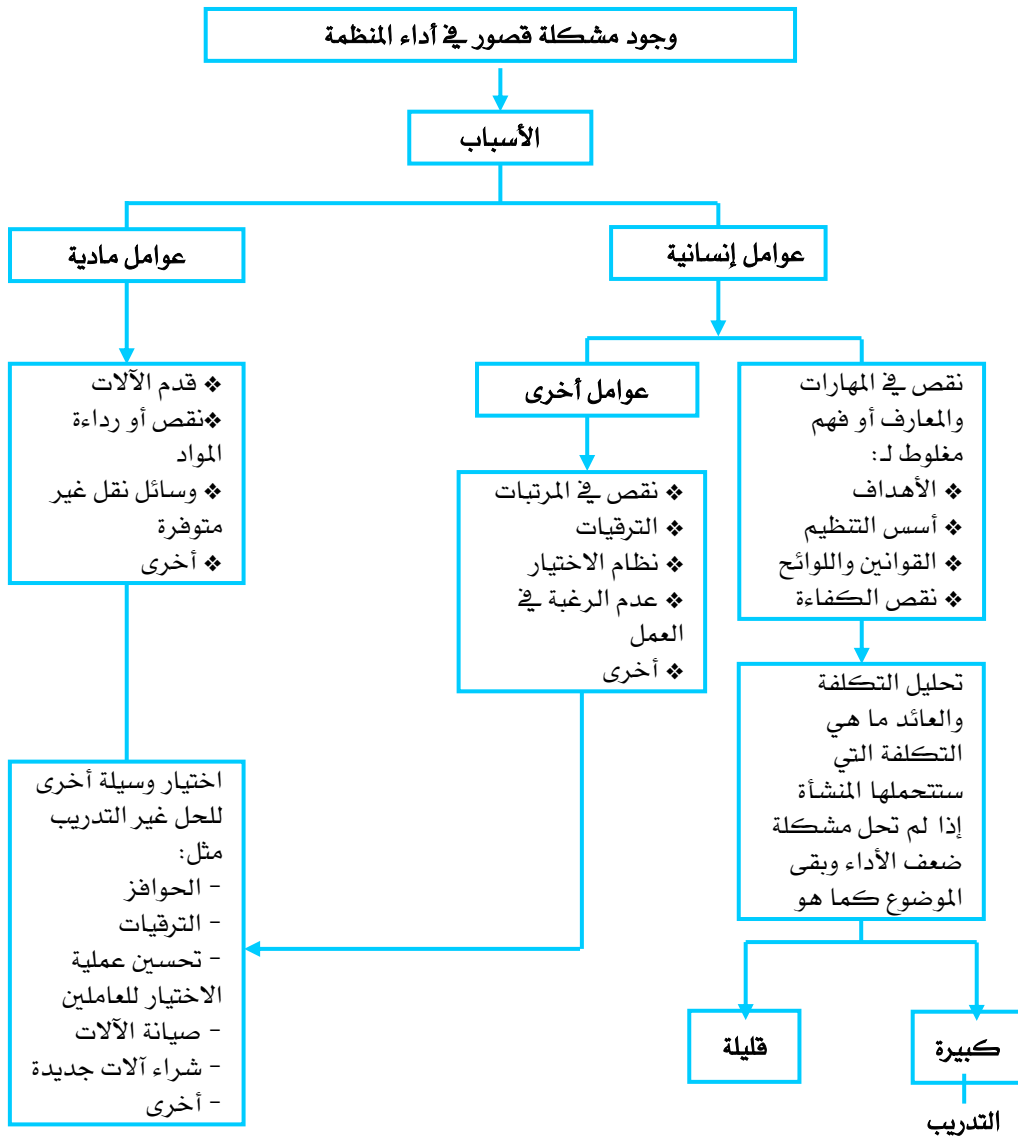 وجود مشكلة قصور في أداء المنظمة
الأسباب
عوامل إنسانية
عوامل مادية
نقص في المهارات
والمعارف أو فهم
مغلوط لـ:
❖ الأهداف
❖ أسس التنظيم
❖ القوانين واللوائح
❖ نقص الكفاءة
عوامل أخرى
❖ نقص في المرتبات
❖ الترقيات
❖ نظام الاختيار
❖ عدم الرغبة في
العمل
❖ أخرى
❖ قدم الآلات
❖نقص أو رداءة
المواد
❖ وسائل نقل غير
متوفرة
❖ أخرى
تحليل التكلفة
والعائد ما هي
التكلفة التي
ستتحملها المنشأة
إذا لم تحل مشكلة
ضعف الأداء وبقى
الموضوع كما هو
اختيار وسيلة أخرى
للحل غير التدريب
مثل:
- الحوافز
- الترقيات
- تحسين عملية
الاختيار للعاملين
- صيانة الآلات
- شراء آلات جديدة
- أخرى
كبيرة
قليلة
التدريب